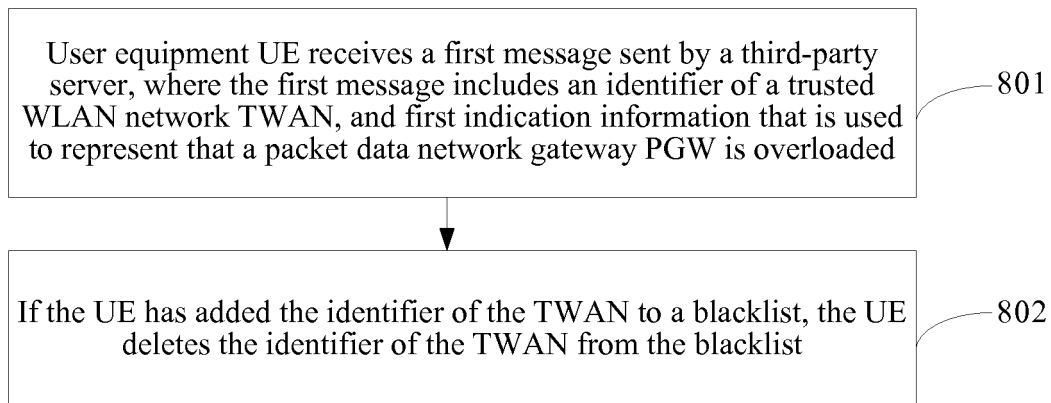 User equipment UE receives a first message sent by a third-party
server, where the first message includes an identifier of a trusted
WLAN network TWAN, and first indication information that is used
to represent that a packet data network gateway PGW is overloaded
801
If the UE has added the identifier of the TWAN to a blacklist, the UE
deletes the identifier of the TWAN from the blacklist
802